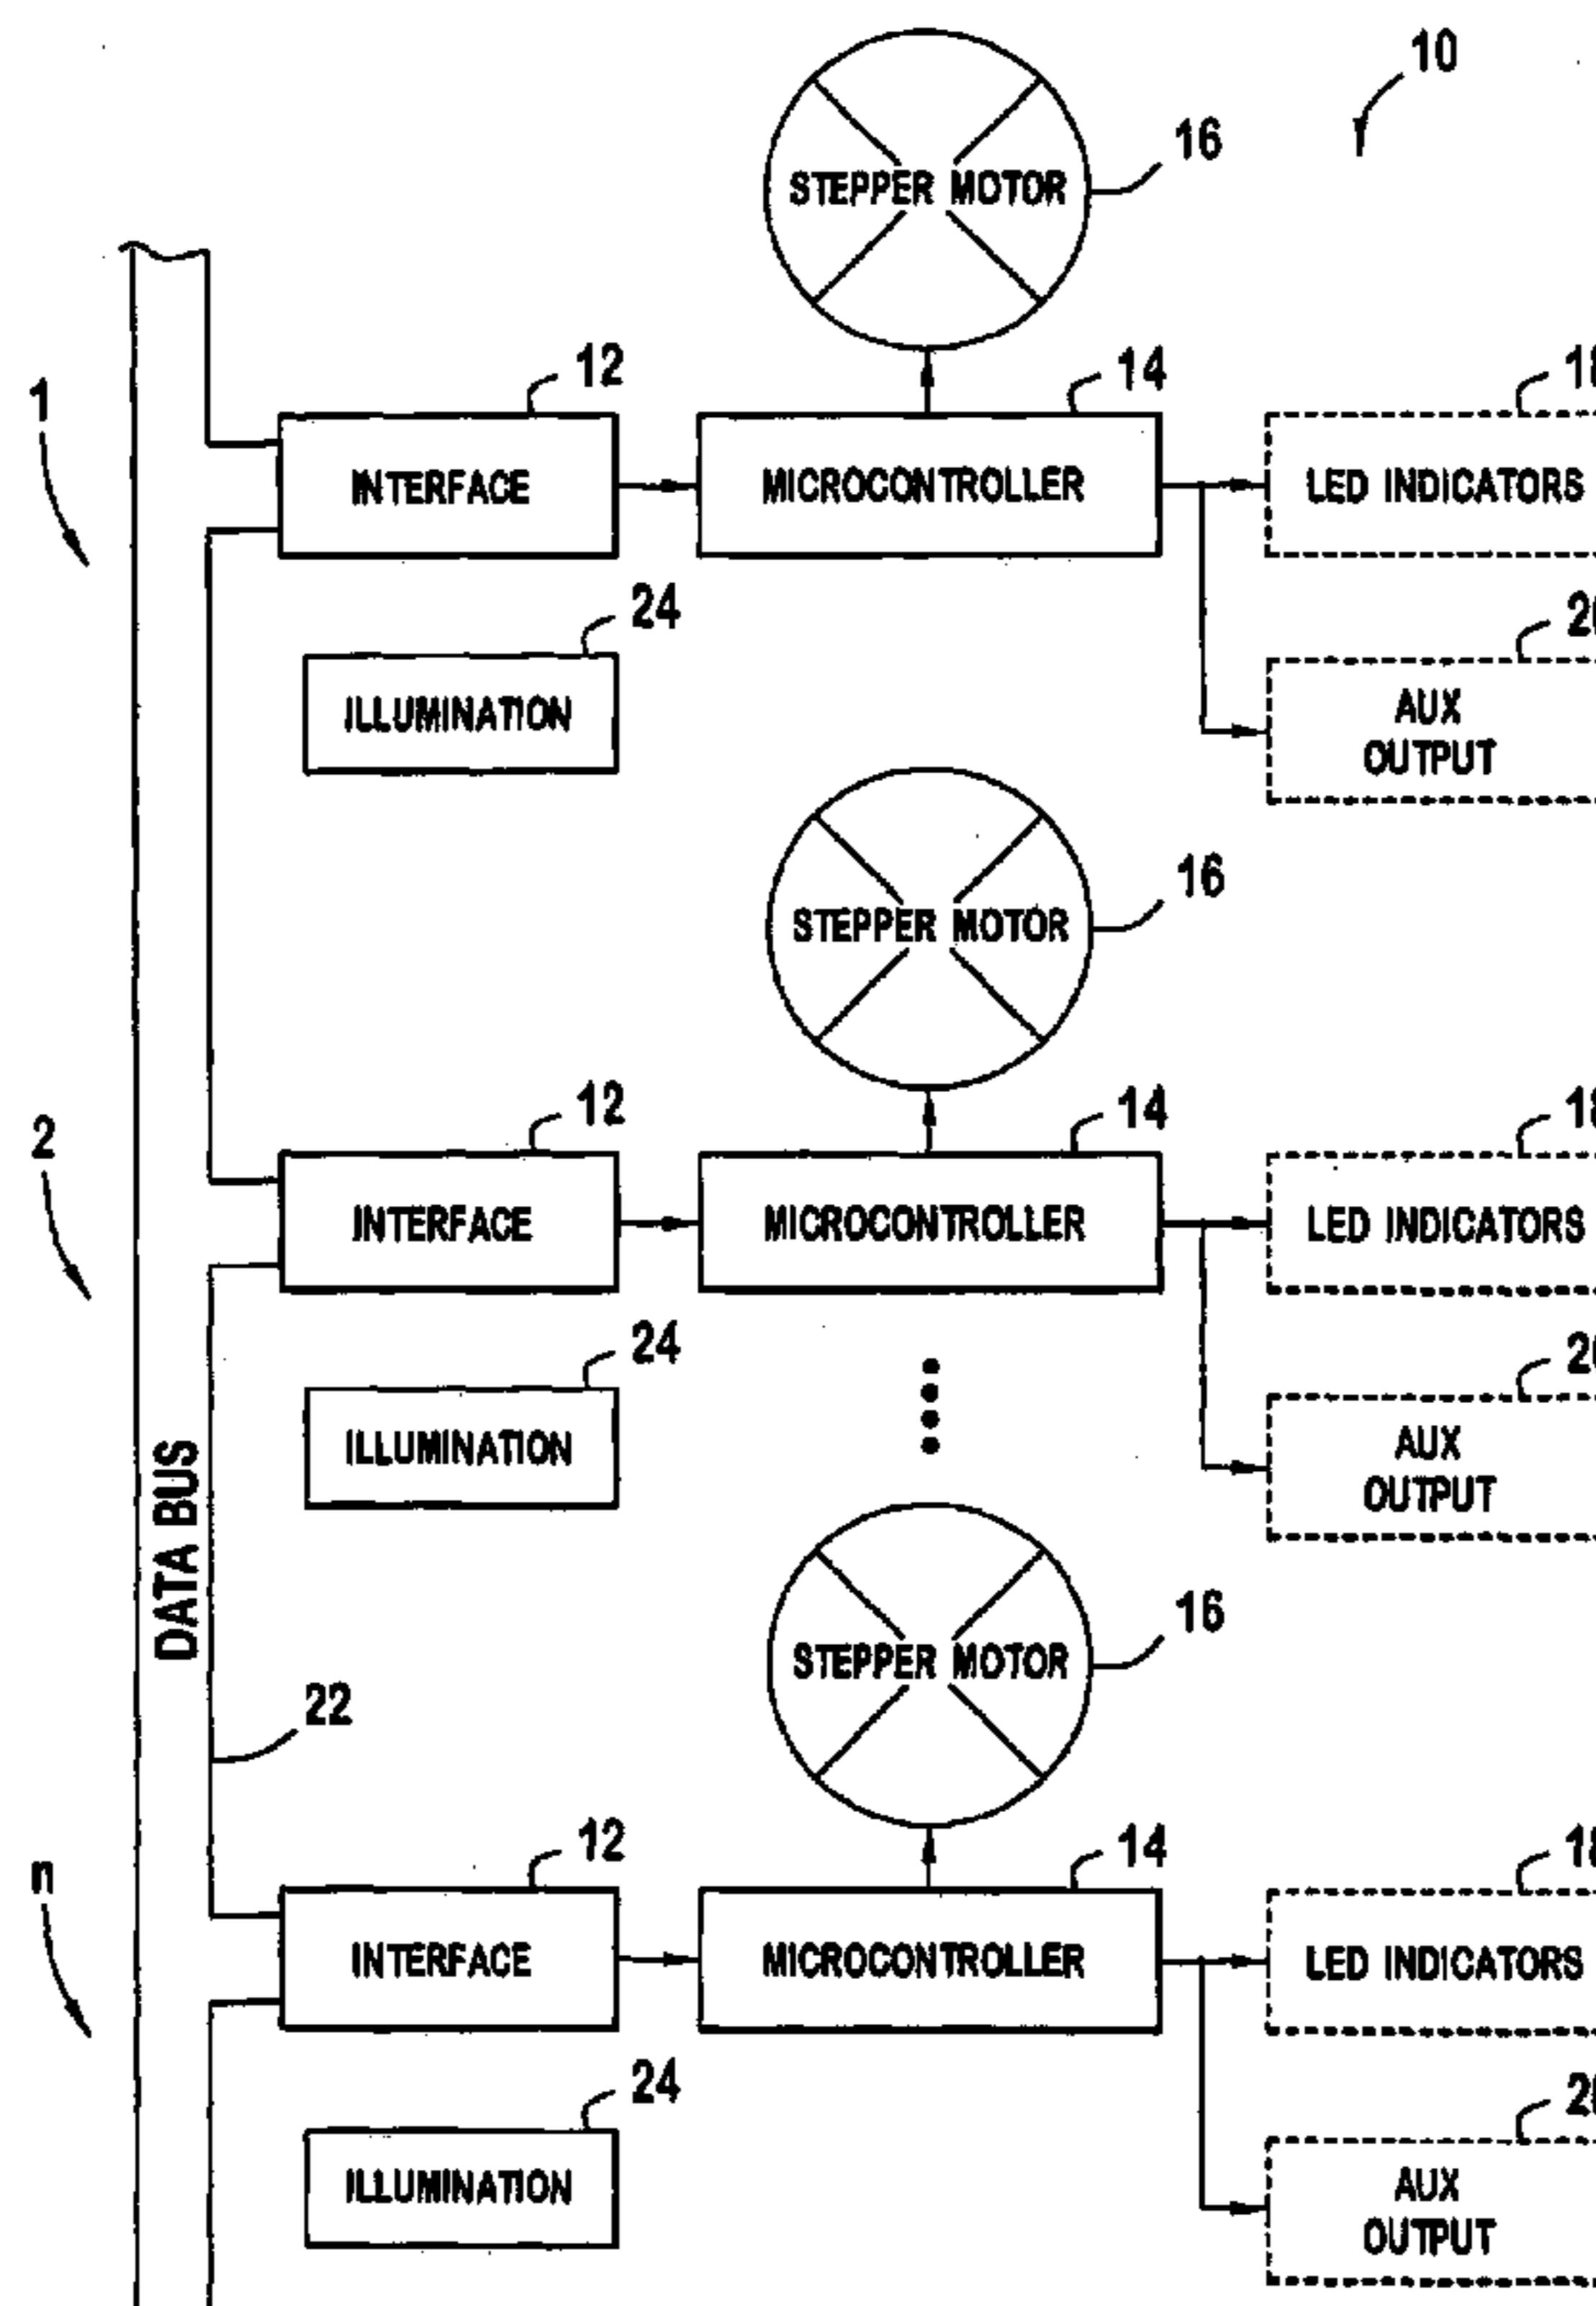 10
16
STEPPER MOTOR
1
12
14
INTERFACE
MICROCONTROLLER
LED INDICATORS
24
ILLUMINATION
AUX
OUTPUT
16
STEPPER MOTOR
2
12
14
INTERFACE
MICROCONTROLLER
LED INDICATORS
24
ILLUMINATION
AUX
OUTPUT
DATA BUS
16
STEPPER MOTOR
22
n
12
14
INTERFACE
MICROCONTROLLER
LED INDICATORS
24
ILLUMINATION
AUX
OUTPUT